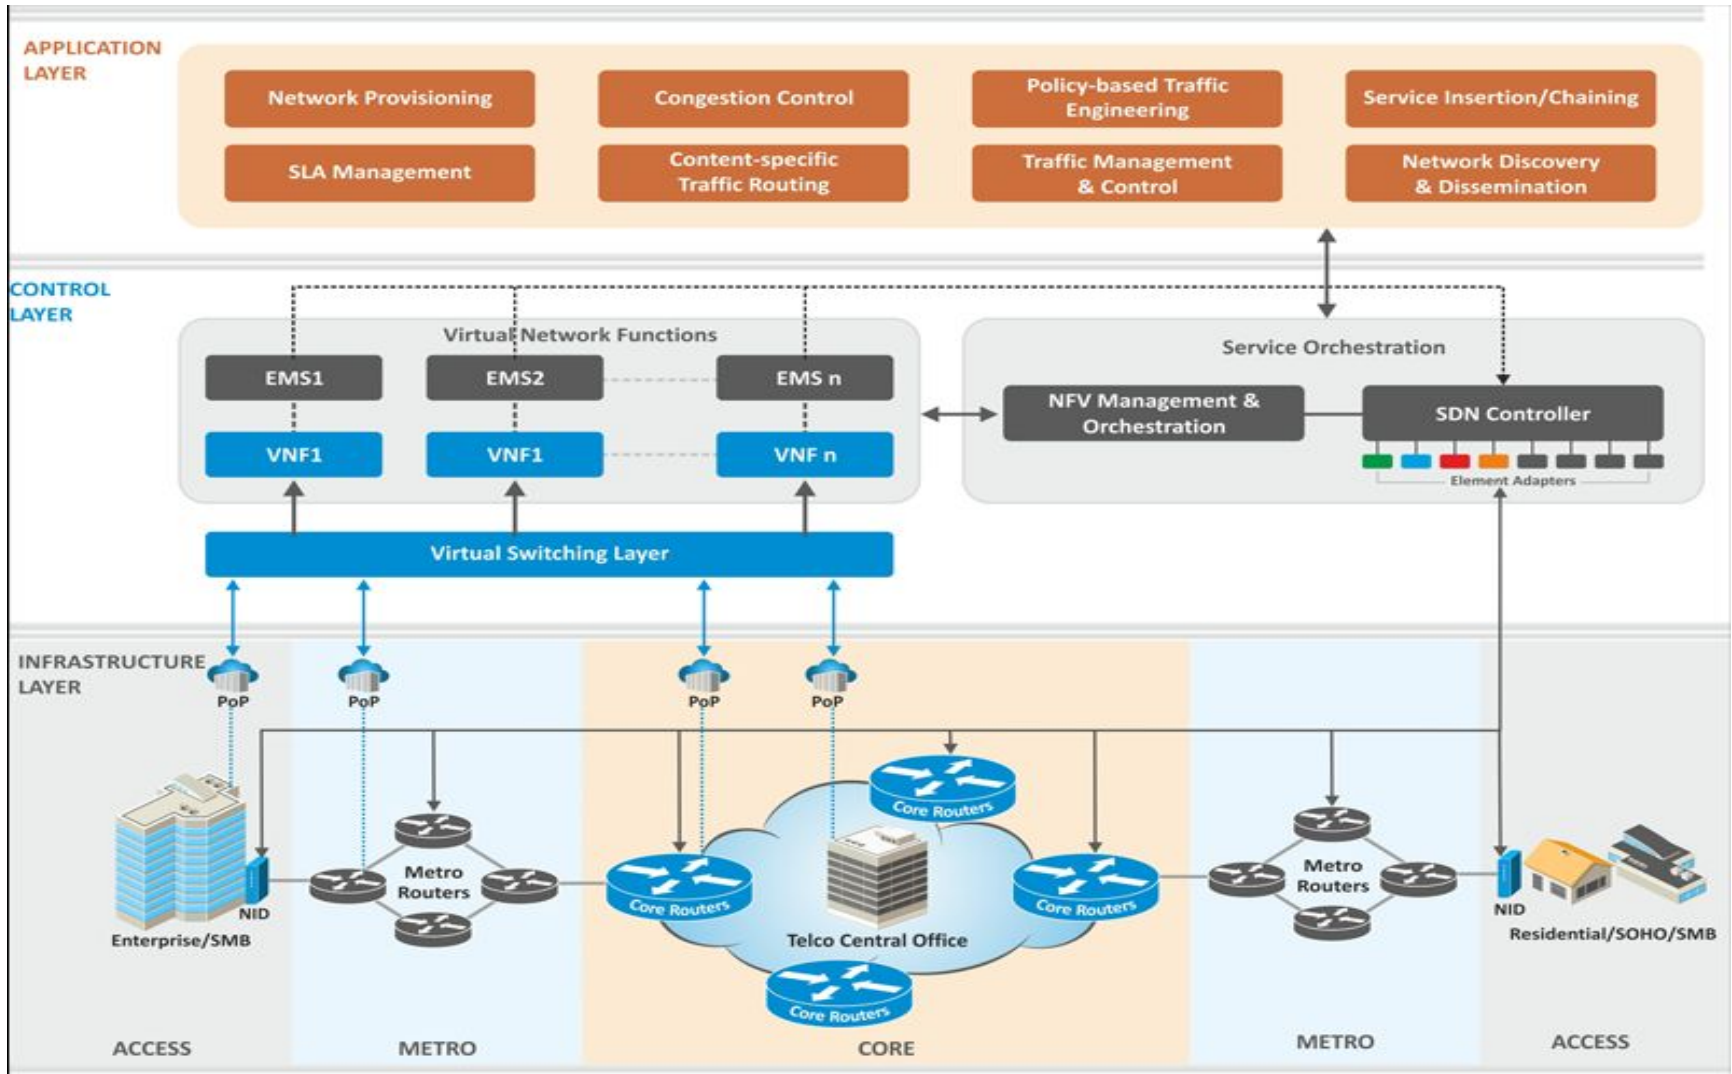 APPLICATION
LAYER
Network Provisioning
Congestion Control
Policy-based Traffic
Engineering
Service Insertion/Chaining
SLA Management
Content-specific
Traffic Routing
Traffic Management
& Control
Network Discovery
& Dissemination
CONTROL
LAYER
Virtual Network Functions
EMS1
EMS2
EMS n
VNF1
VNF1
VNF n
Service Orchestration
NFV Management &
Orchestration
SDN Controller
Element Adapters
Virtual Switching Layer
INFRASTRUCTURE
LAYER
PoP
PoP
PoP
PoP
Enterprise/SMB
NID
Metro
Routers
Core Routers
Core Routers
Telco Central Office
Core Routers
Core Routers
Metro
Routers
NID
Residential/SOHO/SMB
ACCESS
METRO
CORE
METRO
ACCESS